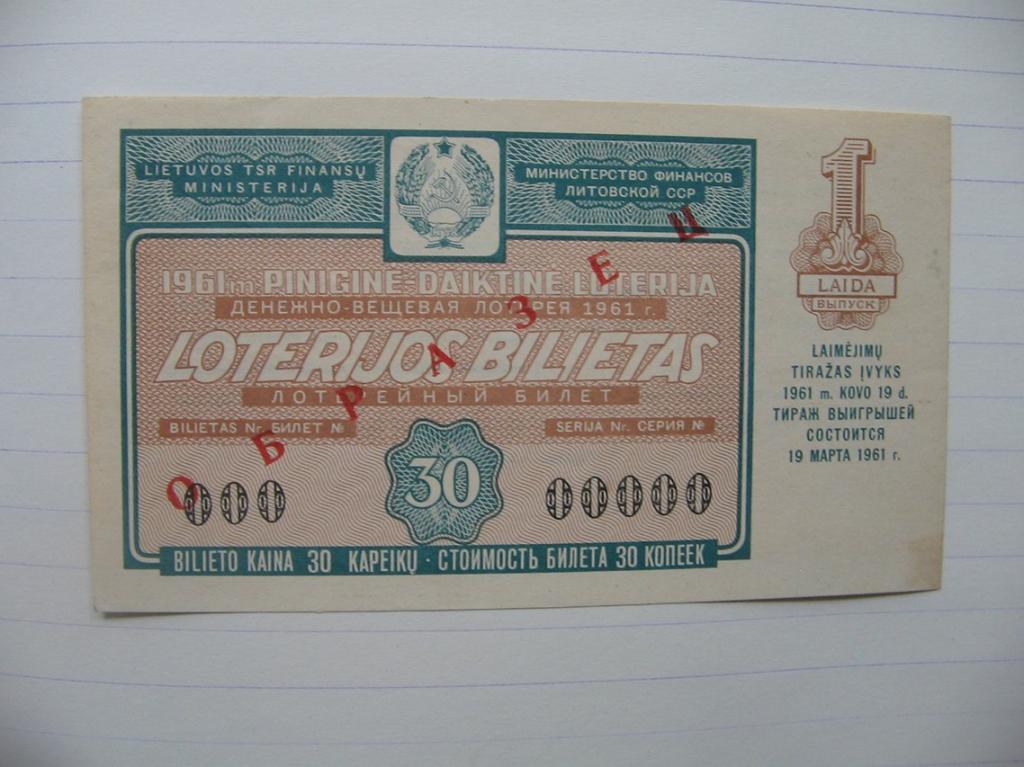 LIETUVOS TSR FINANSŲ
MINISTERIJA
МИНИСТЕРСТВО ФИНАНСОВ
ЛИТОВСКОЙ ССР
1961 m. PINIGINĖ-DAIKTINĖ LOTERIJA
ДЕНЕЖНО-ВЕЩЕВАЯ ЛОТЕРЕЯ 1961 г.
LOTERIJOS BILIETAS
ЛОТЕРЕЙНЫЙ БИЛЕТ
BILIETAS Nr. БИЛЕТ №
SERIJA Nr. СЕРИЯ №
000
30
00000
BILIETO KAINA 30 KAPEIKŲ · СТОИМОСТЬ БИЛЕТА 30 КОПЕЕК
ОБРАЗЕЦ
1
LAIDA
ВЫПУСК
LAIMĖJIMŲ
TIRAŽAS ĮVYKS
1961 m. KOVO 19 d.
ТИРАЖ ВЫИГРЫШЕЙ
СОСТОИТСЯ
19 МАРТА 1961 г.